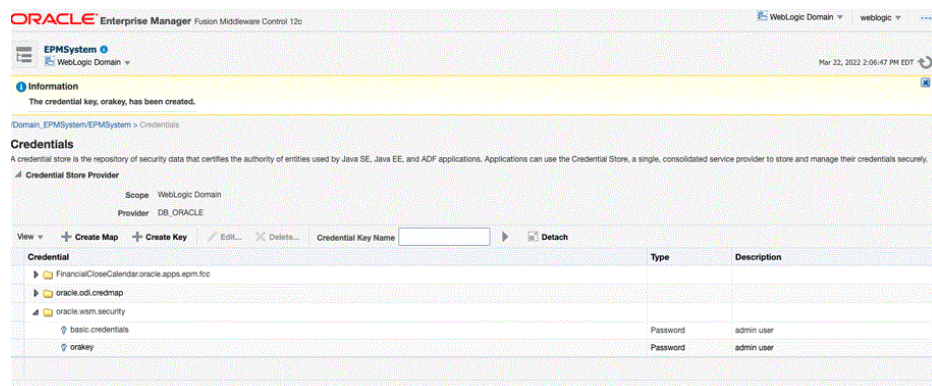 ORACLE Enterprise Manager Fusion Middleware Control 12c
WebLogic Domain weblogic
EPMSystem
WebLogic Domain
Mar 22, 2022 2:06:47 PM EDT
Information
The credential key, orakey, has been created.
/Domain_EPMSystem/EPMSystem > Credentials
Credentials
A credential store is the repository of security data that certifies the authority of entities used by Java SE, Java EE, and ADF applications. Applications can use the Credential Store, a single, consolidated service provider to store and manage their credentials securely.
Credential Store Provider
Scope WebLogic Domain
Provider DB_ORACLE
View Create Map Create Key Edit... Delete... Credential Key Name Detach
Credential Type Description
FinancialCloseCalendar.oracle.apps.epm.fcc
oracle.odi.credmap
oracle.wsm.security
basic.credentials Password admin user
orakey Password admin user